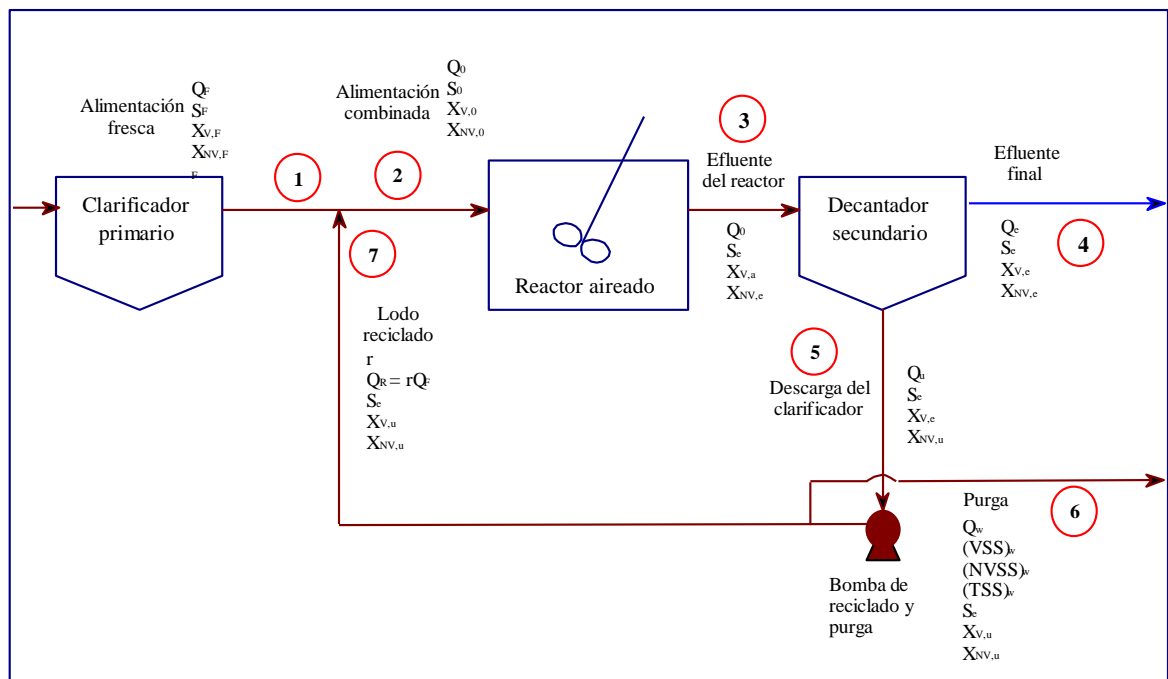 Alimentación
fresca
QF
SF
XV,F
XNV,F
F
Alimentación
combinada
Q0
S0
XV,0
XNV,0
Clarificador
primario
1
2
7
Reactor aireado
3
Efluente
del reactor
Q0
Se
XV,a
XNV,e
Decantador
secundario
Efluente
final
4
Qe
Se
XV,e
XNV,e
Lodo
reciclado
r
QR = rQF
Se
XV,u
XNV,u
5
Descarga del
clarificador
Qu
Se
XV,e
XNV,u
Bomba de
reciclado y
purga
Purga
6
Qw
(VSS)w
(NVSS)w
(TSS)w
Se
XV,u
XNV,u